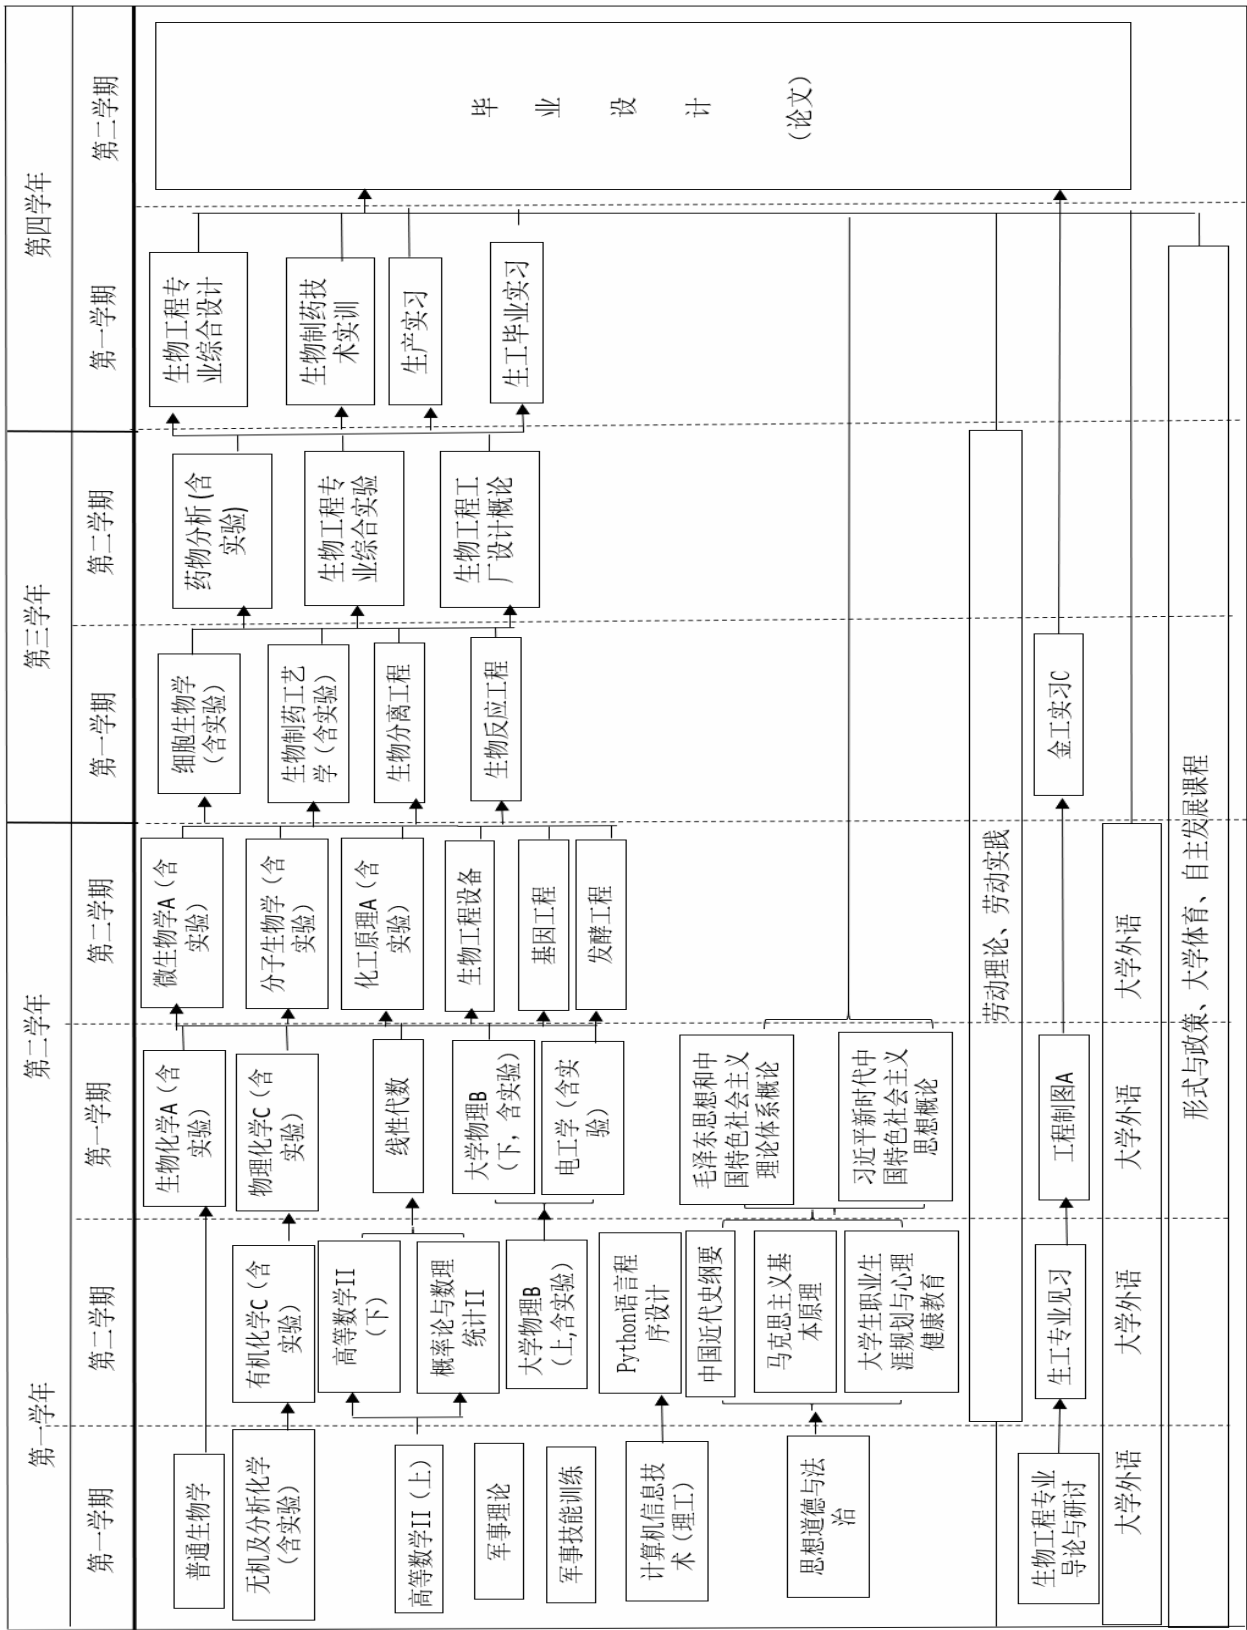 第一学年
第二学年
第三学年
第四学年
第一学期
第二学期
第一学期
第二学期
第一学期
第二学期
第一学期
第二学期
普通生物学
无机及分析化学
（含实验）
高等数学II（上）
军事理论
军事技能训练
计算机信息技
术（理工）
思想道德与法
治
生物工程专业
导论与研讨
大学外语
有机化学C（含
实验）
高等数学II
（下）
概率论与数理
统计II
大学物理B
（上,含实验）
Python语言程
序设计
中国近代史纲要
马克思主义基
本原理
大学生职业生
涯规划与心理
健康教育
生工专业见习
大学外语
生物化学A（含
实验）
物理化学C（含
实验）
线性代数
大学物理B
（下，含实验）
电工学（含实
验）
毛泽东思想和中
国特色社会主义
理论体系概论
习近平新时代中
国特色社会主义
思想概论
工程制图A
大学外语
微生物学A（含
实验）
分子生物学（含
实验）
化工原理A（含
实验）
生物工程设备
基因工程
发酵工程
劳动理论、劳动实践
大学外语
形式与政策、大学体育、自主发展课程
细胞生物学
（含实验）
生物制药工艺
学（含实验）
生物分离工程
生物反应工程
金工实习C
药物分析(含
实验)
生物工程专
业综合实验
生物工程工
厂设计概论
生物工程专
业综合设计
生物制药技
术实训
生产实习
生工毕业实习
毕业设计（论文）